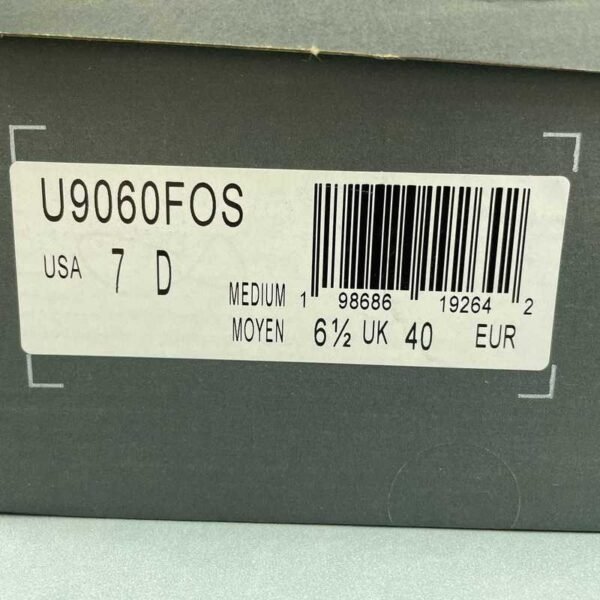 U9060FOS
USA 7 D
MEDIUM 1 98686 19264 2
MOYEN 6½ UK 40 EUR